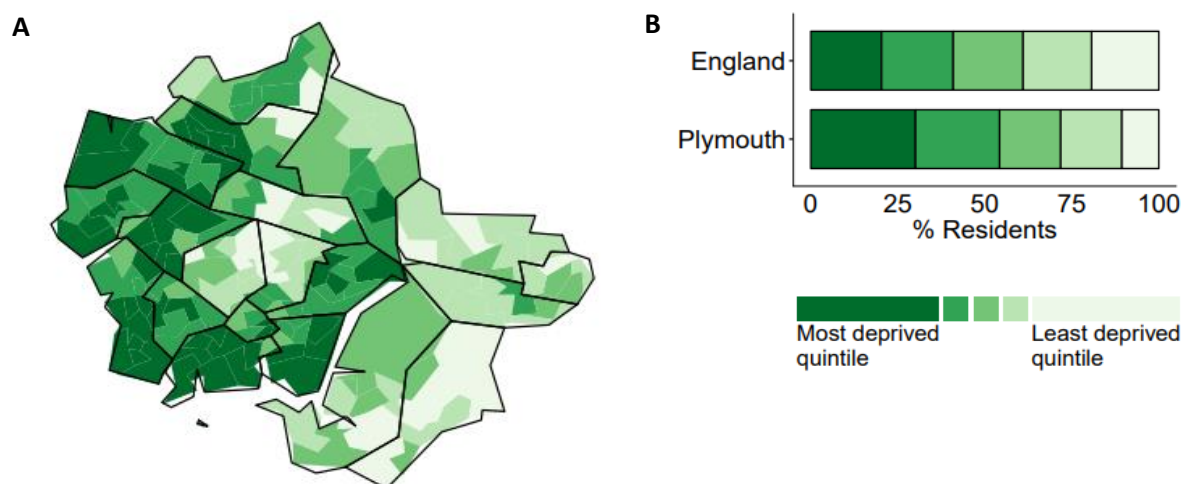 A
B
England
Plymouth
0 25 50 75 100
% Residents
Most deprived
quintile
Least deprived
quintile